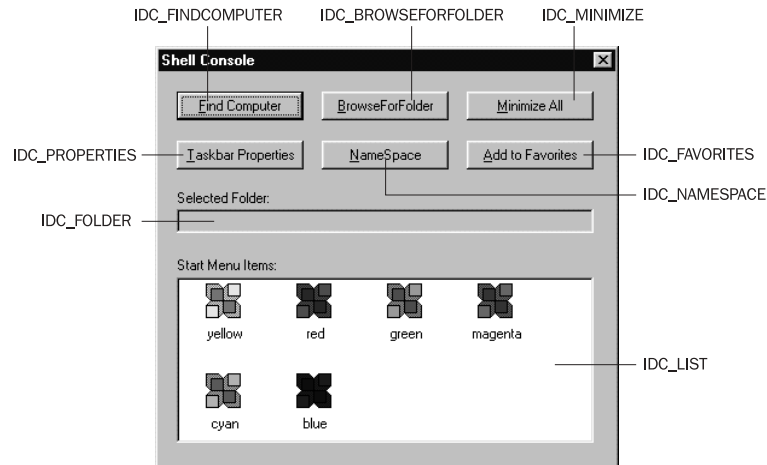 IDC_FINDCOMPUTER IDC_BROWSEFORFOLDER IDC_MINIMIZE
Shell Console
Find Computer BrowseForFolder Minimize All
IDC_PROPERTIES Taskbar Properties NameSpace Add to Favorites IDC_FAVORITES
IDC_NAMESPACE
Selected Folder:
IDC_FOLDER
Start Menu Items:
yellow red green magenta
IDC_LIST
cyan blue